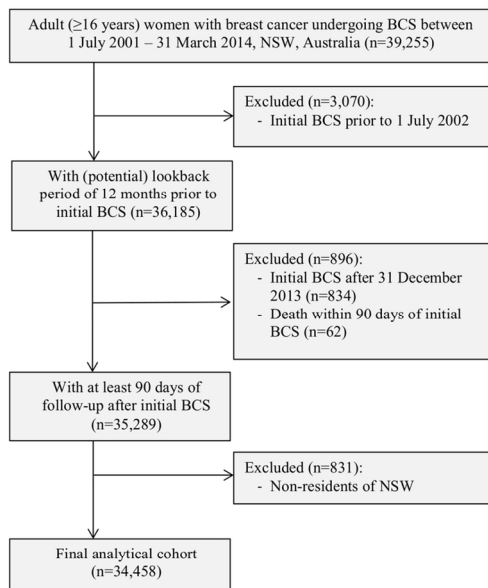 Adult (≥16 years) women with breast cancer undergoing BCS between
1 July 2001 – 31 March 2014, NSW, Australia (n=39,255)
Excluded (n=3,070):
- Initial BCS prior to 1 July 2002
With (potential) lookback
period of 12 months prior to
initial BCS (n=36,185)
Excluded (n=896):
- Initial BCS after 31 December
2013 (n=834)
- Death within 90 days of initial
BCS (n=62)
With at least 90 days of
follow-up after initial BCS
(n=35,289)
Excluded (n=831):
- Non-residents of NSW
Final analytical cohort
(n=34,458)